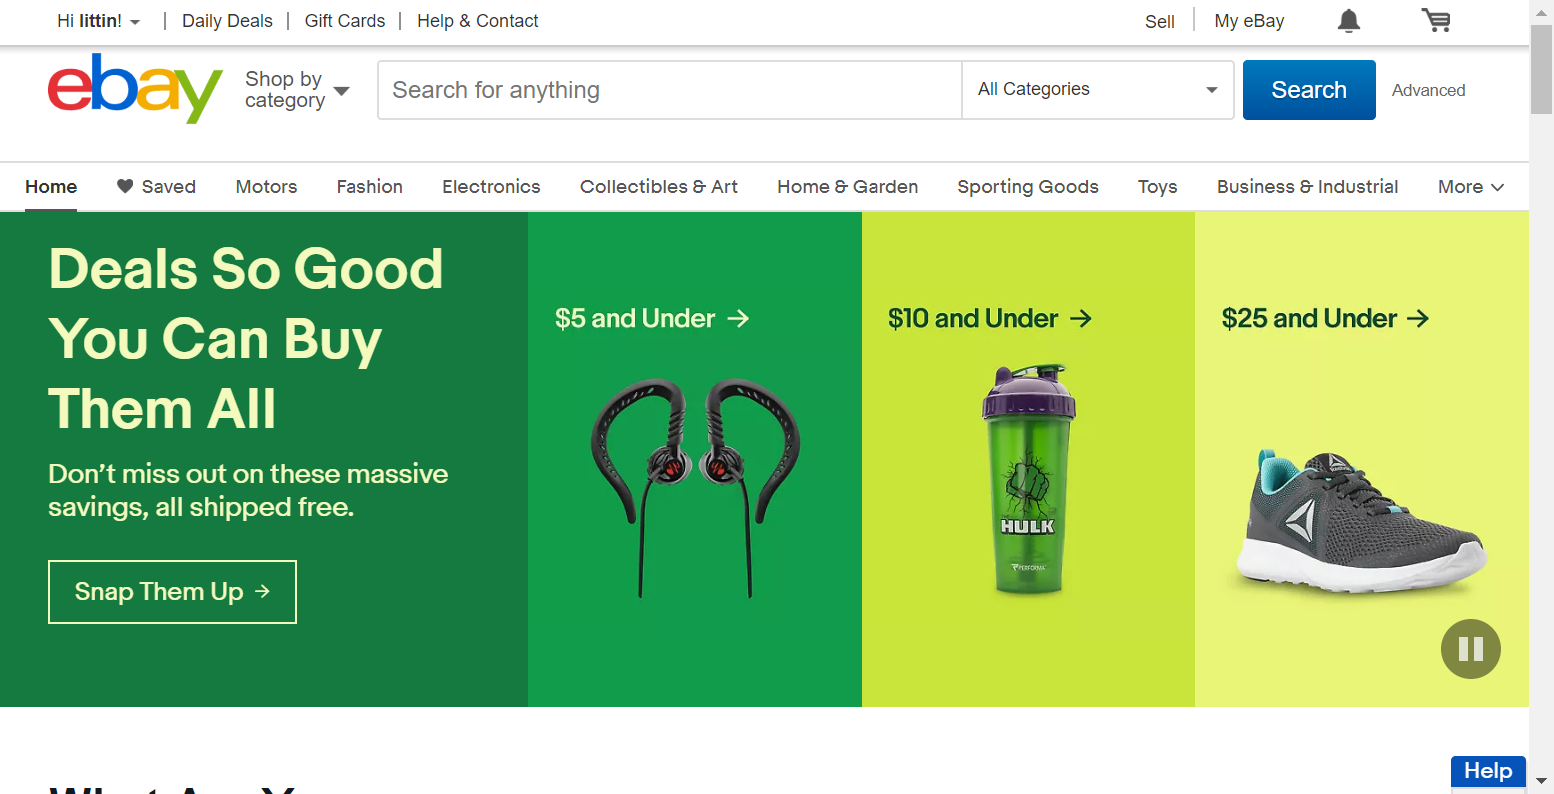 Hi littin!
Daily Deals
Gift Cards
Help & Contact
Sell
My eBay
ebay
Shop by
category
Search for anything
All Categories
Search
Advanced
Home
Saved
Motors
Fashion
Electronics
Collectibles & Art
Home & Garden
Sporting Goods
Toys
Business & Industrial
More
Deals So Good
You Can Buy
Them All
Don't miss out on these massive
savings, all shipped free.
Snap Them Up →
$5 and Under →
$10 and Under →
THE
HULK
PERFORMA
$25 and Under →
Reebok
Help